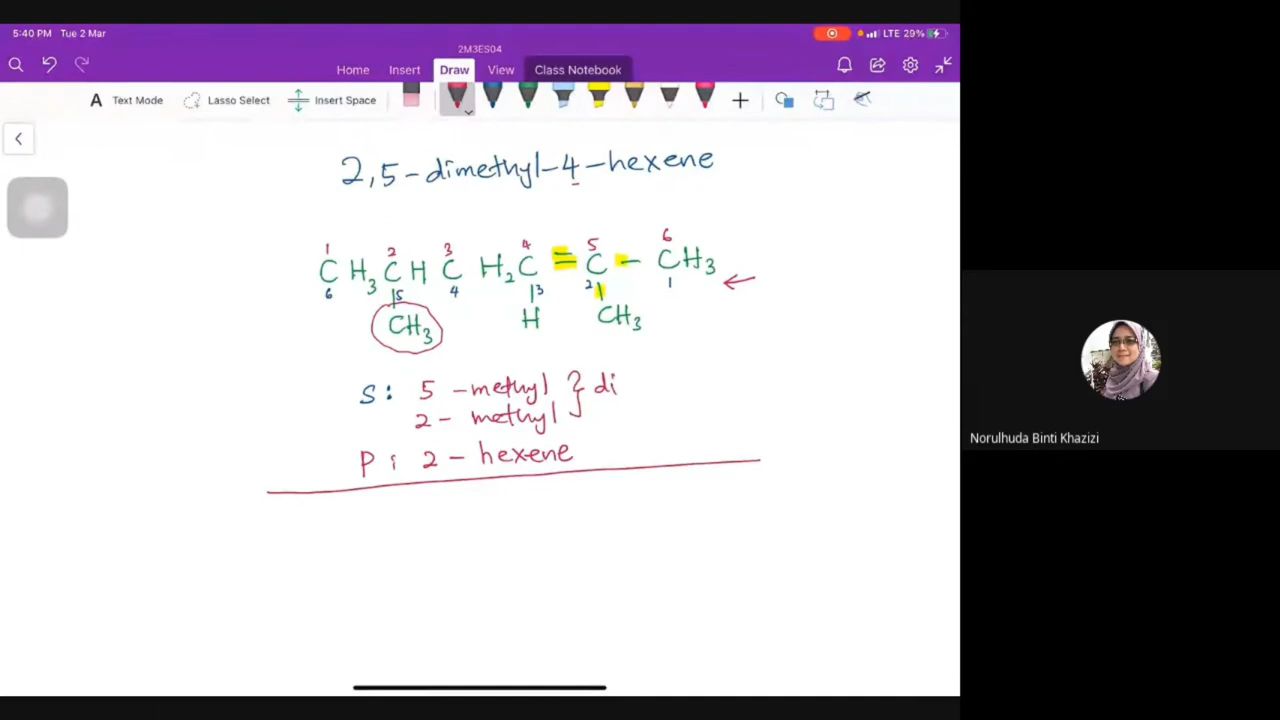 5:40 PM Tue 2 Mar
LTE 29%
2M3ES04
Home Insert Draw View Class Notebook
A Text Mode Lasso Select Insert Space
2,5-dimethyl-4-hexene
1 2 3 4 5 6
CH3CHCH2C=C-CH3
6 5 4 3 2 1
CH3 H CH3
S: 5-methyl } di
2-methyl
P: 2-hexene
Norulhuda Binti Khazizi